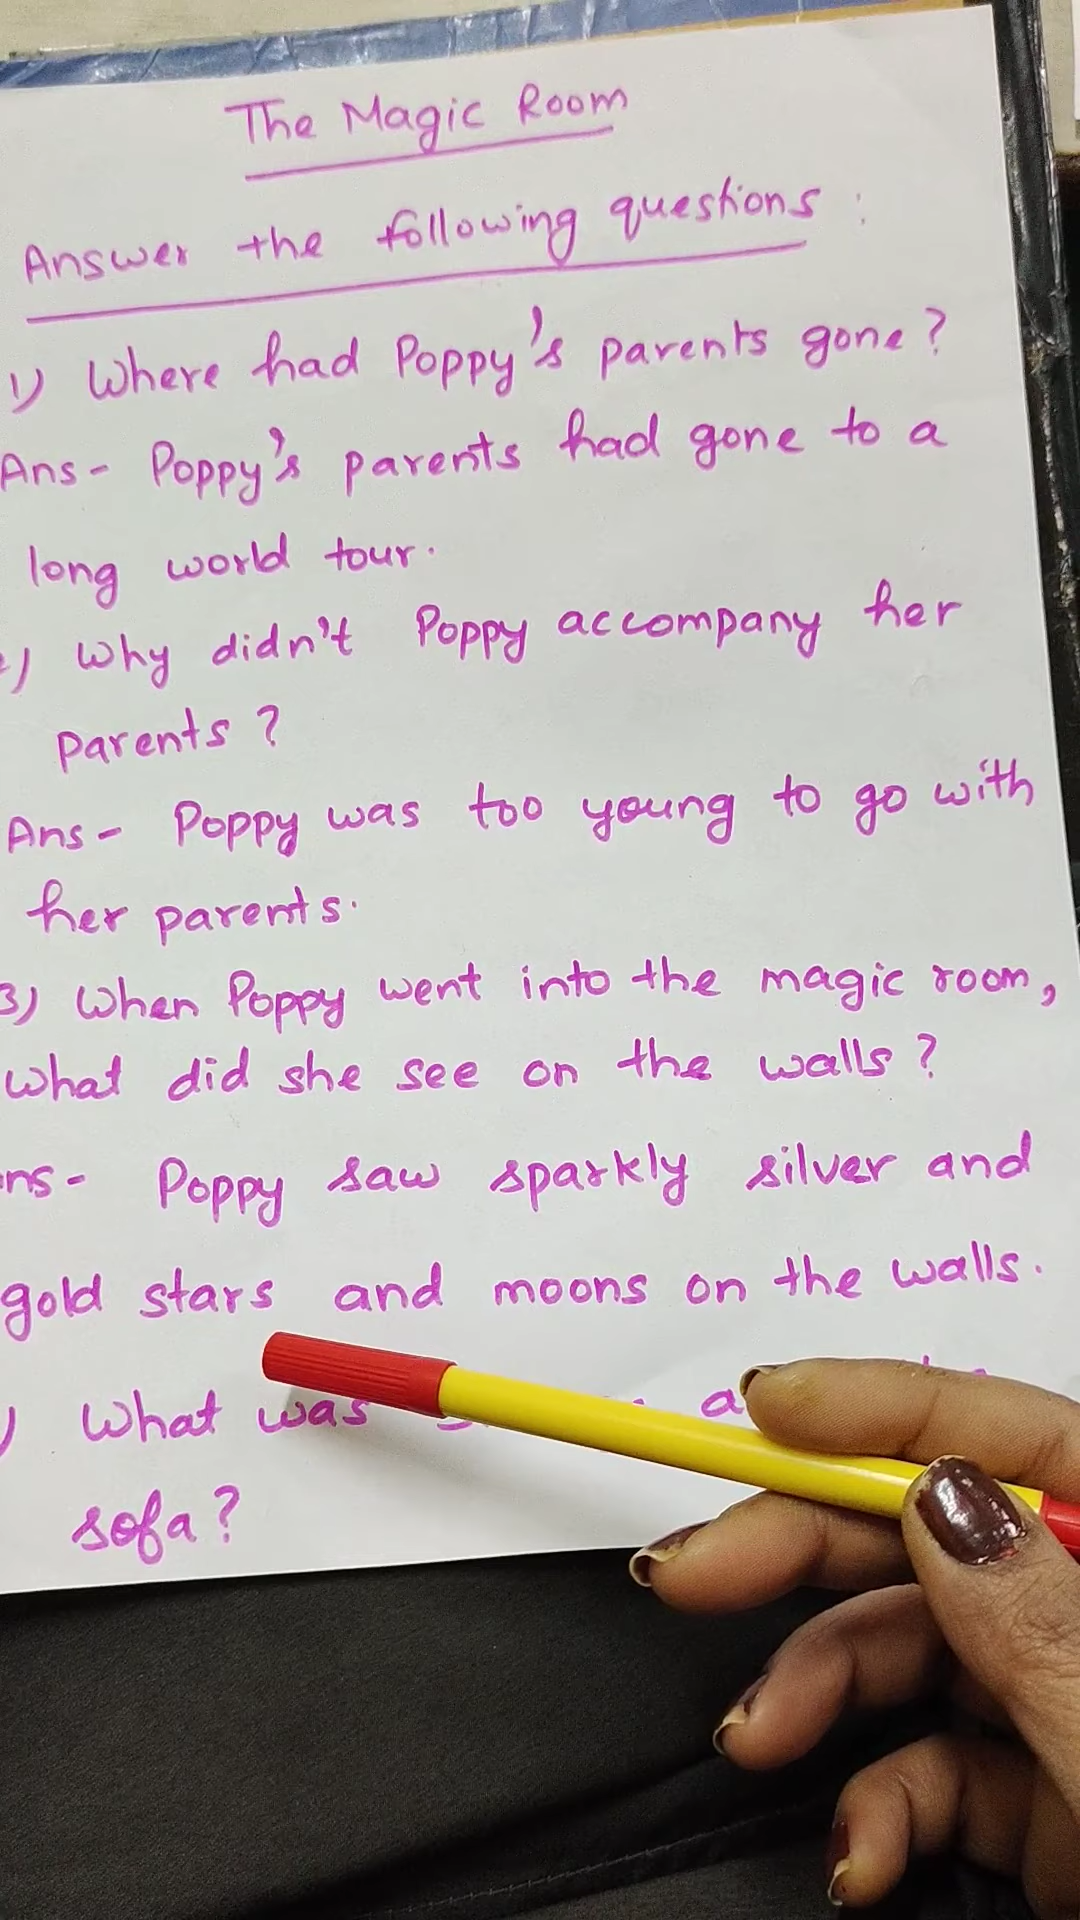 The Magic Room
Answer the following questions :
1) Where had Poppy's parents gone?
Ans- Poppy's parents had gone to a
long world tour.
) Why didn't Poppy accompany her
parents ?
Ans- Poppy was too young to go with
her parents.
3) When Poppy went into the magic room,
what did she see on the walls ?
ns- Poppy saw sparkly silver and
gold stars and moons on the walls.
) What was
sofa?